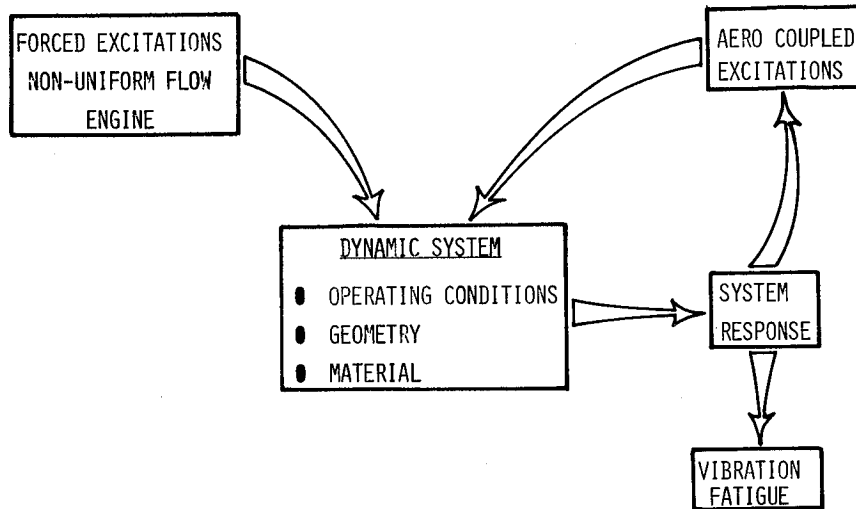 FORCED EXCITATIONS
NON-UNIFORM FLOW
ENGINE
AERO COUPLED
EXCITATIONS
DYNAMIC SYSTEM
OPERATING CONDITIONS
GEOMETRY
MATERIAL
SYSTEM
RESPONSE
VIBRATION
FATIGUE